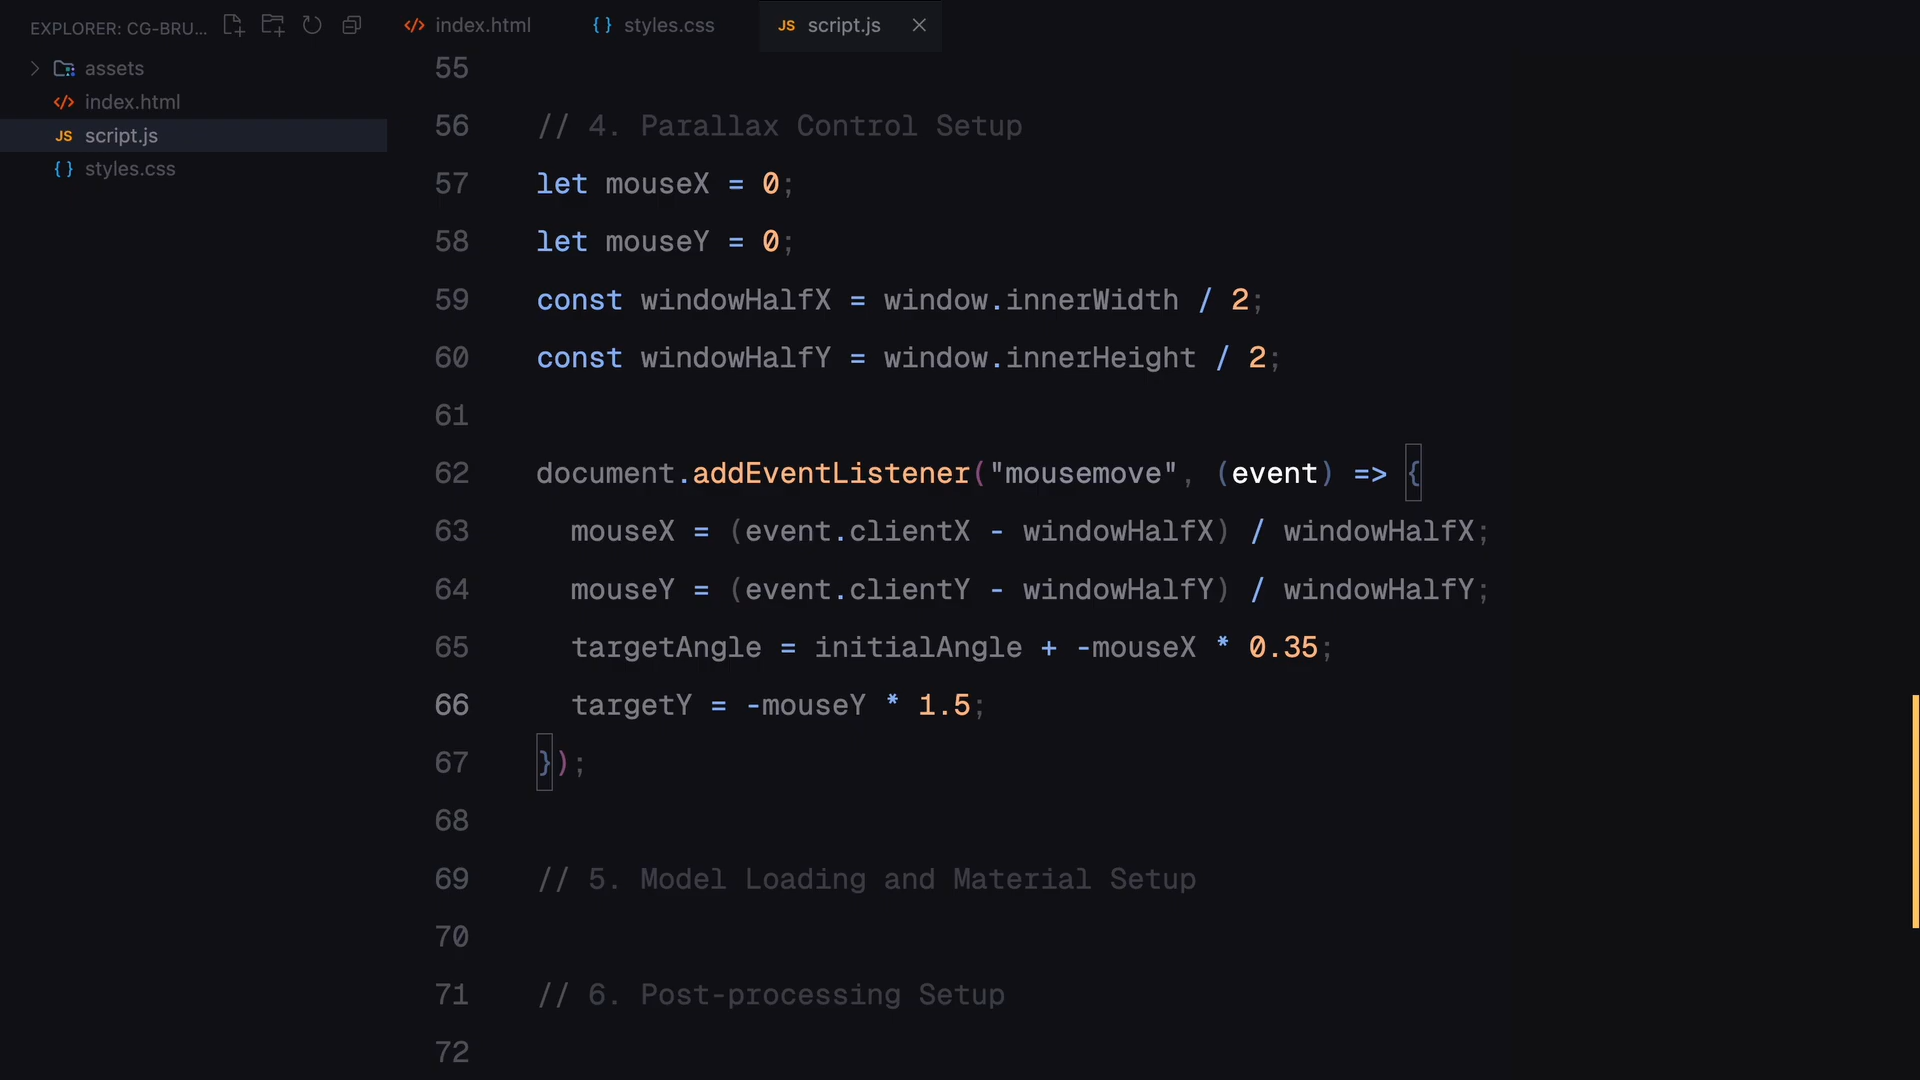 EXPLORER: CG-BRU...
index.html
styles.css
JS script.js
assets
index.html
JS script.js
styles.css
55
56 // 4. Parallax Control Setup
57 let mouseX = 0;
58 let mouseY = 0;
59 const windowHalfX = window.innerWidth / 2;
60 const windowHalfY = window.innerHeight / 2;
61
62 document.addEventListener("mousemove", (event) => {
63 mouseX = (event.clientX - windowHalfX) / windowHalfX;
64 mouseY = (event.clientY - windowHalfY) / windowHalfY;
65 targetAngle = initialAngle + -mouseX * 0.35;
66 targetY = -mouseY * 1.5;
67 });
68
69 // 5. Model Loading and Material Setup
70
71 // 6. Post-processing Setup
72